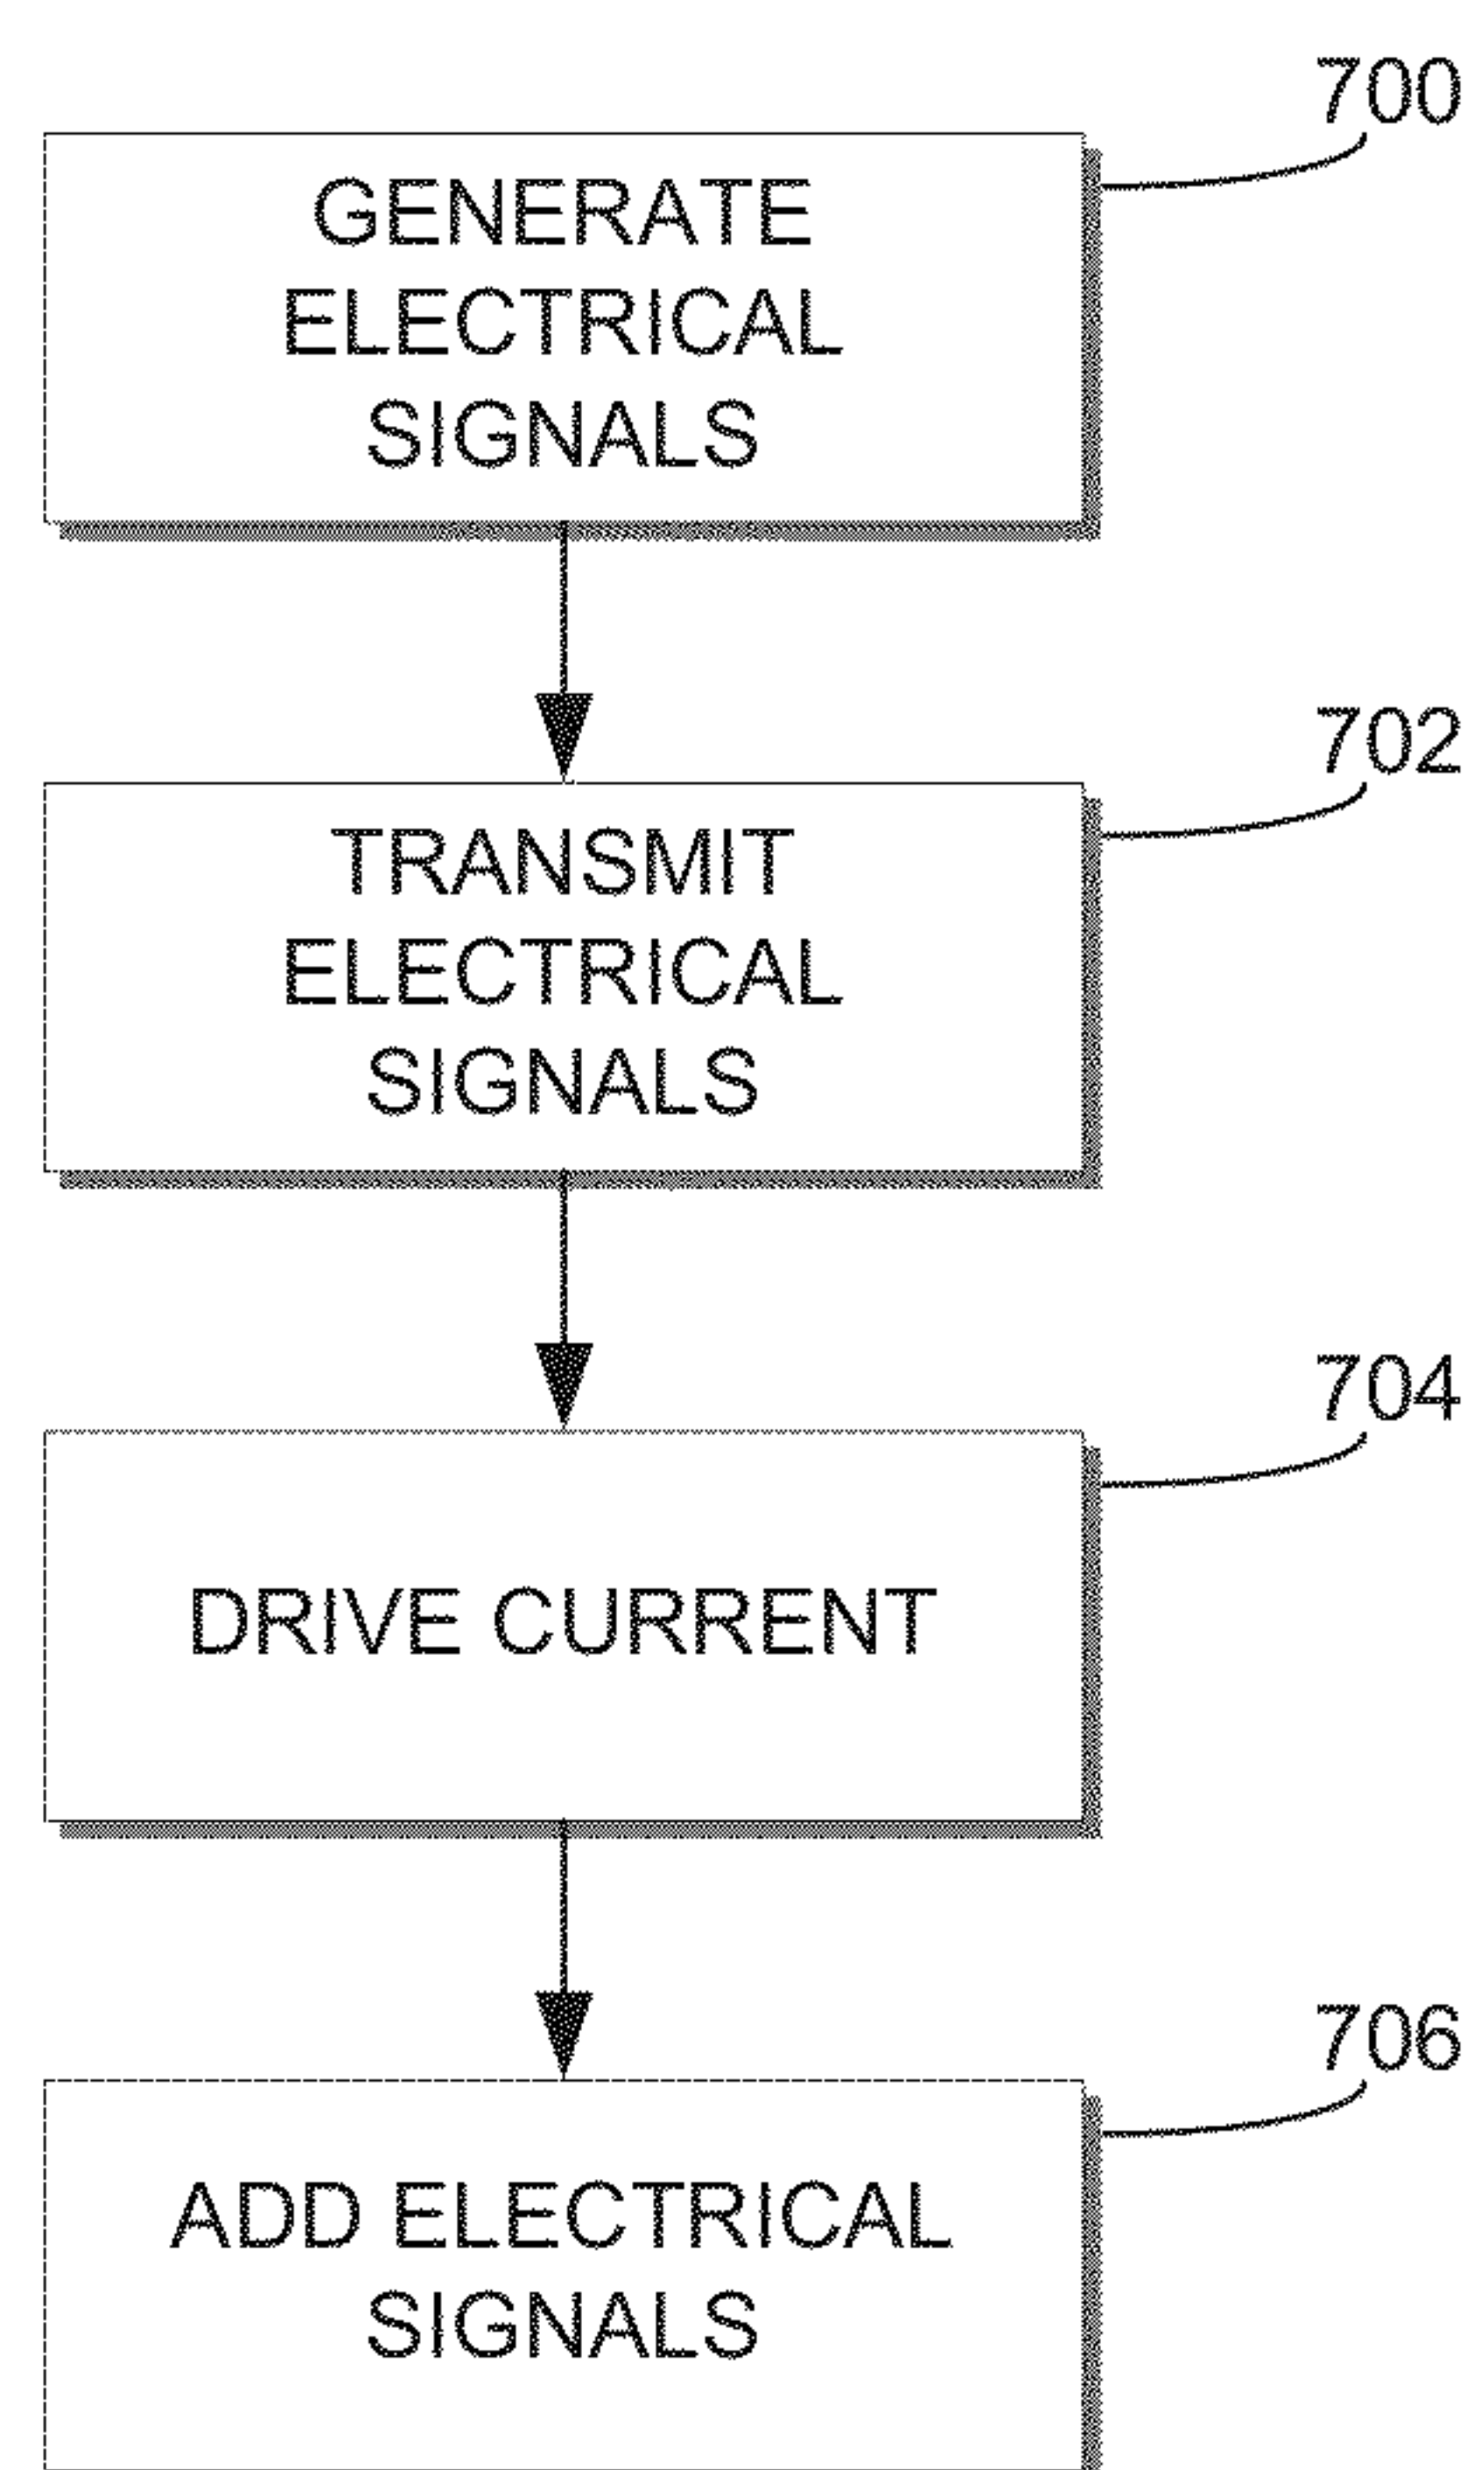 700
GENERATE
ELECTRICAL
SIGNALS
702
TRANSMIT
ELECTRICAL
SIGNALS
704
DRIVE CURRENT
706
ADD ELECTRICAL
SIGNALS